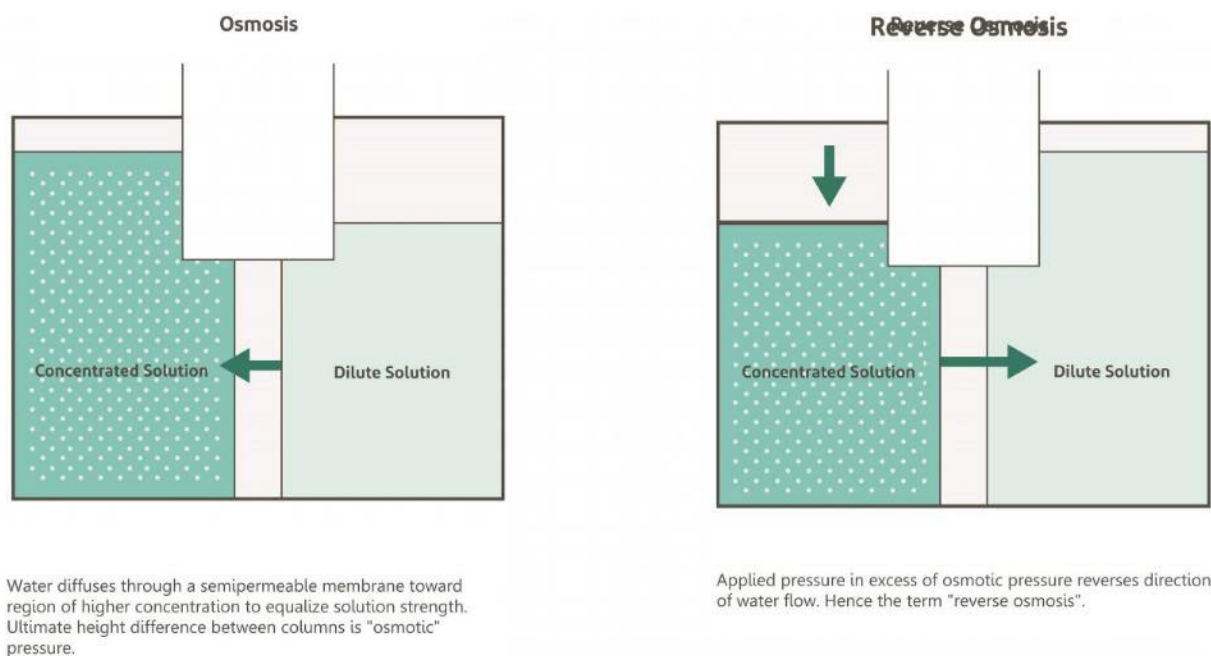 Osmosis
Reverse Osmosis
Reverse Osmosis
Concentrated Solution
Dilute Solution
Concentrated Solution
Dilute Solution
Water diffuses through a semipermeable membrane toward
region of higher concentration to equalize solution strength.
Ultimate height difference between columns is "osmotic"
pressure.
Applied pressure in excess of osmotic pressure reverses direction
of water flow. Hence the term "reverse osmosis".